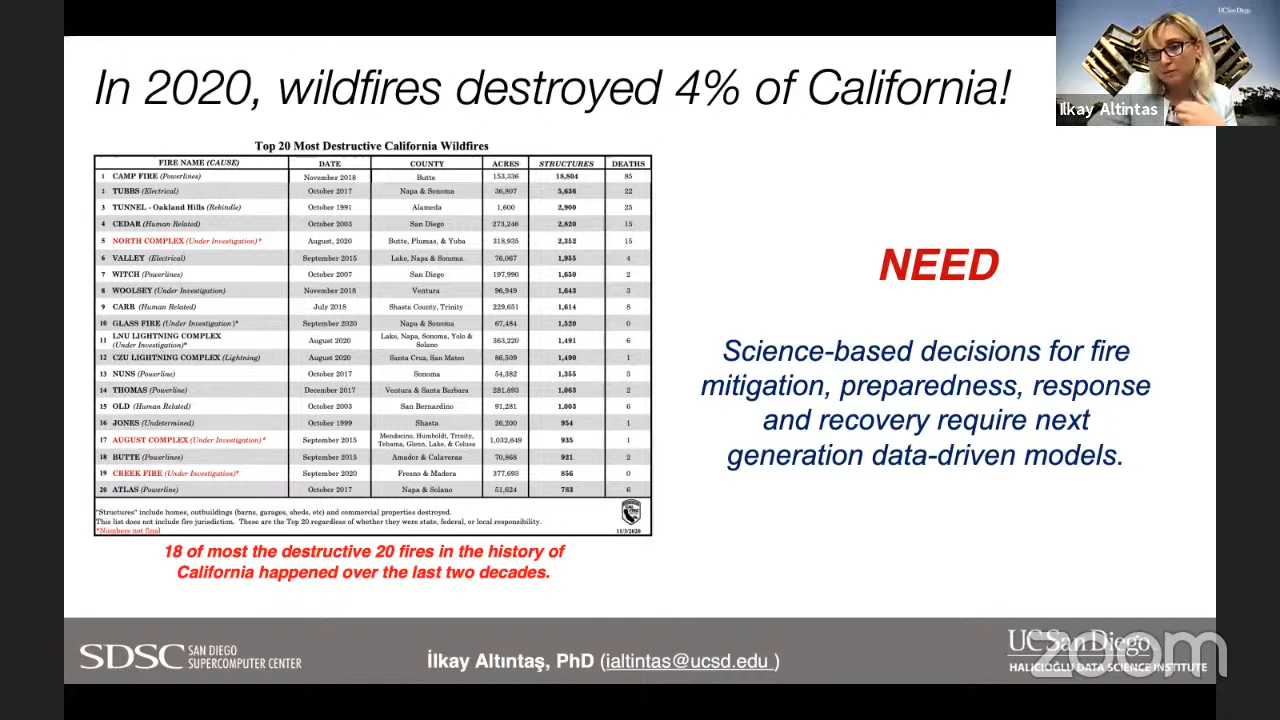 UC San Diego
Ilkay Altintas
In 2020, wildfires destroyed 4% of California!
Top 20 Most Destructive California Wildfires
FIRE NAME (CAUSE) DATE COUNTY ACRES STRUCTURES DEATHS
1 CAMP FIRE (Powerlines) November 2018 Butte 153,336 18,804 85
2 TUBBS (Electrical) October 2017 Napa & Sonoma 36,807 5,636 22
3 TUNNEL - Oakland Hills (Rekindle) October 1991 Alameda 1,600 2,900 25
4 CEDAR (Human Related) October 2003 San Diego 273,246 2,820 15
5 NORTH COMPLEX (Under Investigation)* August, 2020 Butte, Plumas, & Yuba 318,935 2,352 15
6 VALLEY (Electrical) September 2015 Lake, Napa & Sonoma 76,067 1,955 4
7 WITCH (Powerlines) October 2007 San Diego 197,990 1,650 2
8 WOOLSEY (Under Investigation) November 2018 Ventura 96,949 1,643 3
9 CARR (Human Related) July 2018 Shasta County, Trinity 229,651 1,614 8
10 GLASS FIRE (Under Investigation)* September 2020 Napa & Sonoma 67,484 1,520 0
11 LNU LIGHTNING COMPLEX (Under Investigation)* August 2020 Lake, Napa, Sonoma, Yolo & Solano 363,220 1,491 6
12 CZU LIGHTNING COMPLEX (Lightning) August 2020 Santa Cruz, San Mateo 86,509 1,490 1
13 NUNS (Powerline) October 2017 Sonoma 54,382 1,355 3
14 THOMAS (Powerline) December 2017 Ventura & Santa Barbara 281,893 1,063 2
15 OLD (Human Related) October 2003 San Bernardino 91,281 1,003 6
16 JONES (Undetermined) October 1999 Shasta 26,200 954 1
17 AUGUST COMPLEX (Under Investigation)* September 2015 Mendocino, Humboldt, Trinity, Tehama, Glenn, Lake, & Colusa 1,032,649 935 1
18 BUTTE (Powerlines) September 2015 Amador & Calaveras 70,868 921 2
19 CREEK FIRE (Under Investigation)* September 2020 Fresno & Madera 377,693 856 0
20 ATLAS (Powerline) October 2017 Napa & Solano 51,624 783 6
"Structures" include homes, outbuildings (barns, garages, sheds, etc) and commercial properties destroyed.
This list does not include fire jurisdiction. These are the Top 20 regardless of whether they were state, federal, or local responsibility.
*Numbers not final
11/3/2020
18 of most the destructive 20 fires in the history of
California happened over the last two decades.
NEED
Science-based decisions for fire
mitigation, preparedness, response
and recovery require next
generation data-driven models.
SDSC SAN DIEGO
SUPERCOMPUTER CENTER
İlkay Altıntaş, PhD (ialtintas@ucsd.edu )
UC San Diego
HALICIOĞLU DATA SCIENCE INSTITUTE
zoom